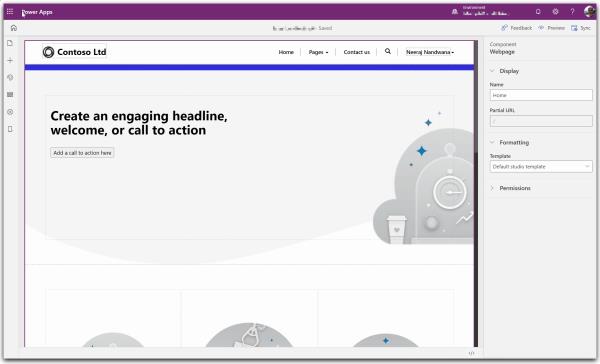 Power Apps
Environment
Saved
Feedback
Preview
Sync
Contoso Ltd
Home
Pages
Contact us
Neeraj Nandwana
Create an engaging headline,
welcome, or call to action
Add a call to action here
Component
Webpage
Display
Name
Home
Partial URL
/
Formatting
Template
Default studio template
Permissions